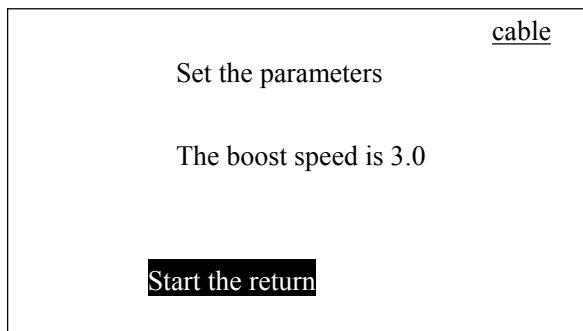 cable
Set the parameters
The boost speed is 3.0
Start the return